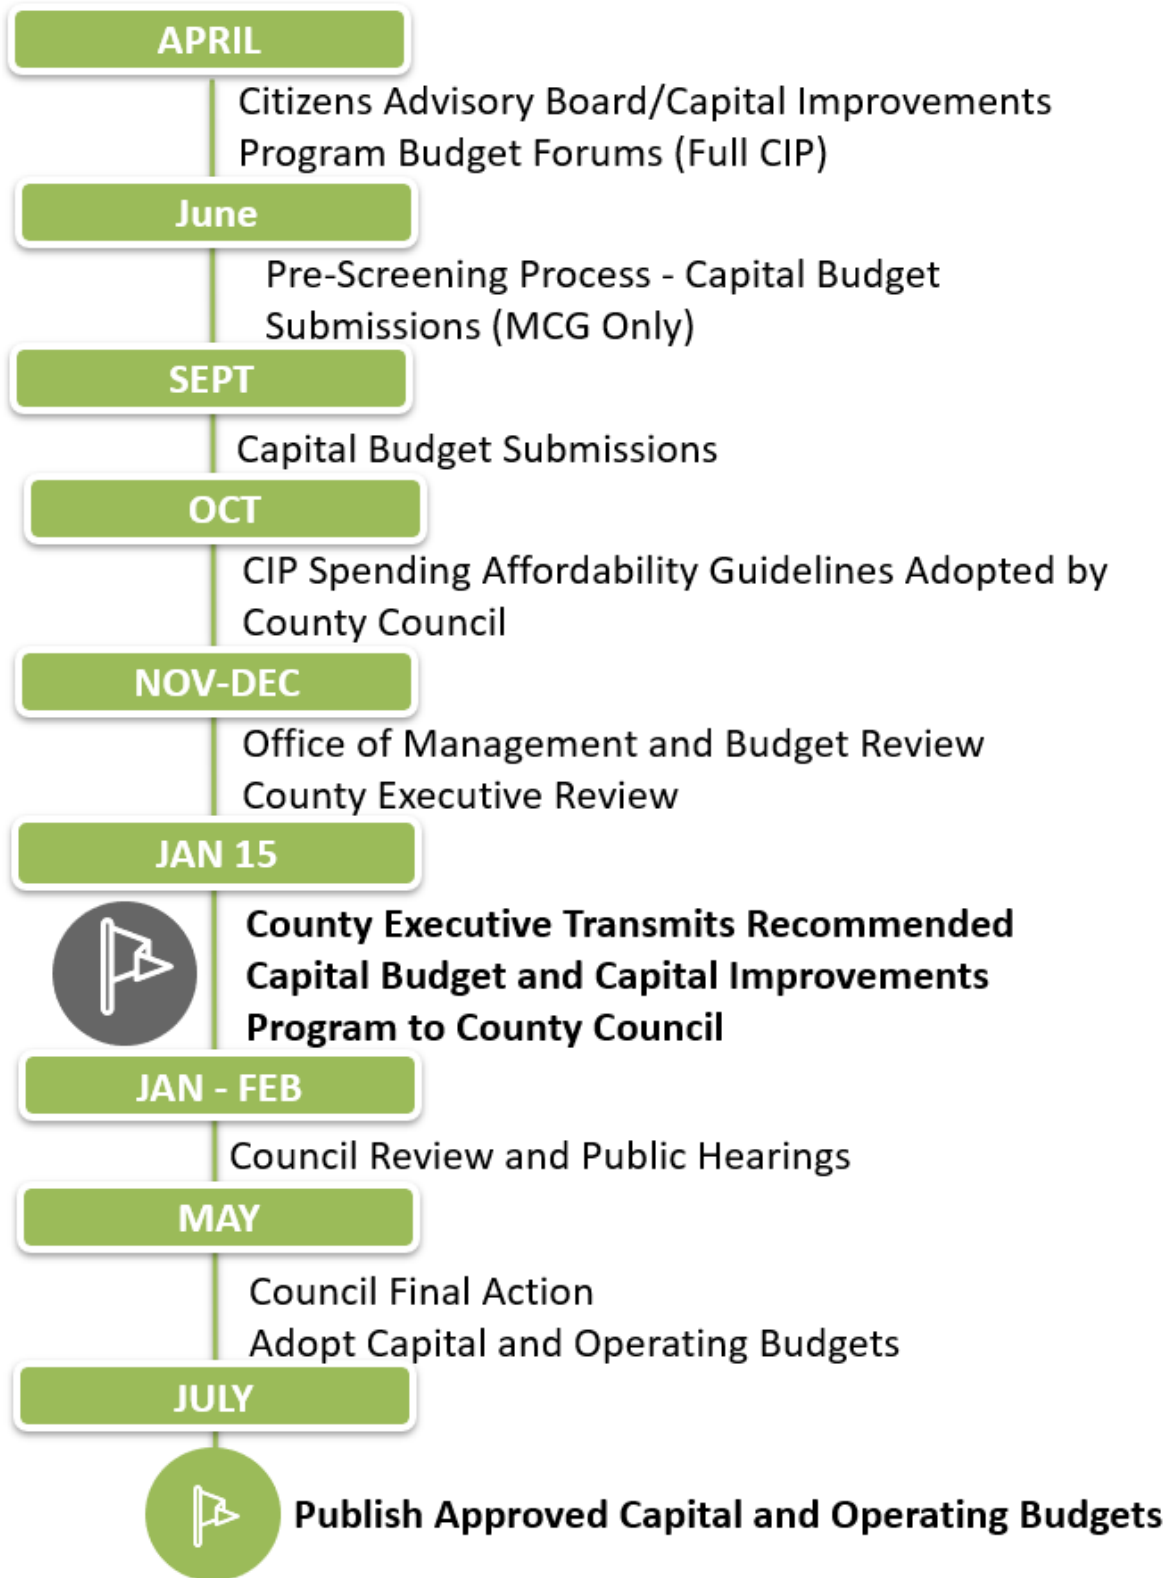 APRIL
Citizens Advisory Board/Capital Improvements
Program Budget Forums (Full CIP)
June
Pre-Screening Process - Capital Budget
Submissions (MCG Only)
SEPT
Capital Budget Submissions
OCT
CIP Spending Affordability Guidelines Adopted by
County Council
NOV-DEC
Office of Management and Budget Review
County Executive Review
JAN 15
County Executive Transmits Recommended
Capital Budget and Capital Improvements
Program to County Council
JAN - FEB
Council Review and Public Hearings
MAY
Council Final Action
Adopt Capital and Operating Budgets
JULY
Publish Approved Capital and Operating Budgets